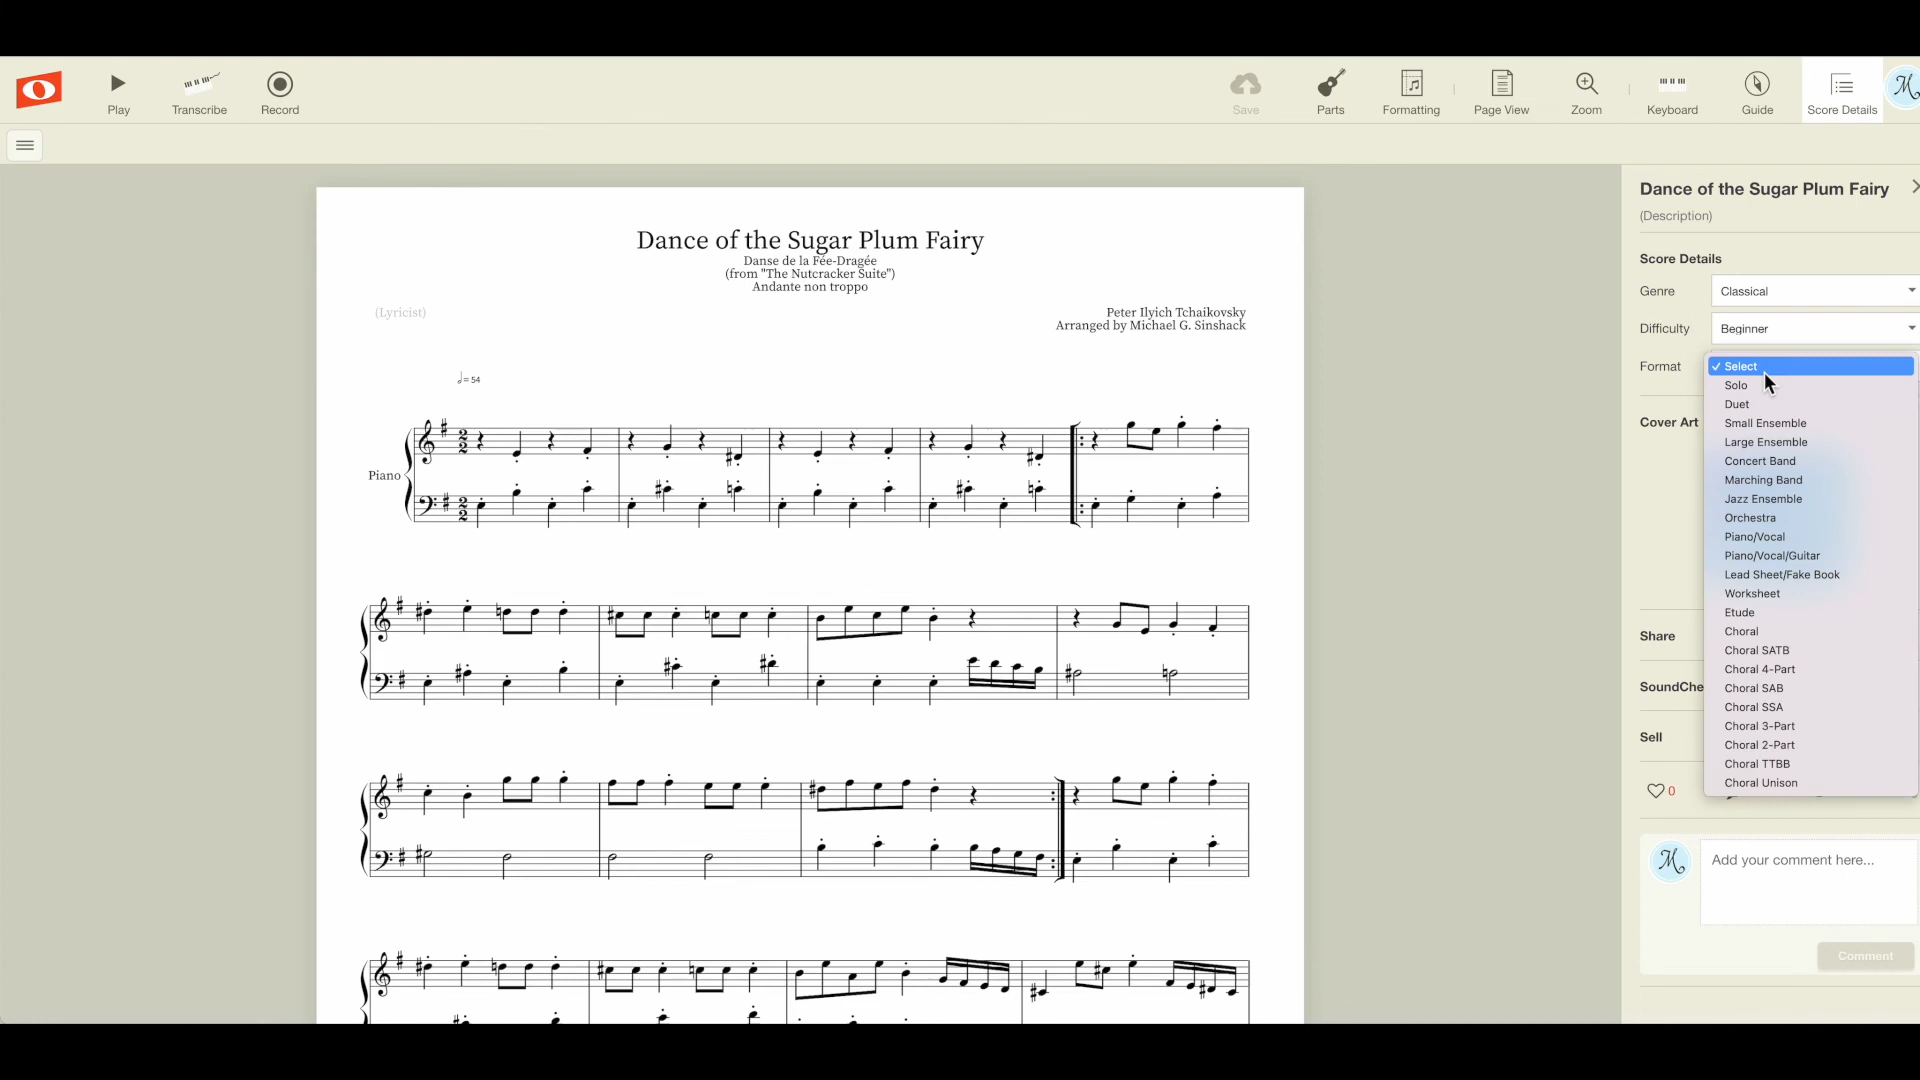 Play
Transcribe
Record
Save
Parts
Formatting
Page View
Zoom
Keyboard
Guide
Score Details
M
Dance of the Sugar Plum Fairy
Danse de la Fée-Dragée
(from "The Nutcracker Suite")
Andante non troppo
(Lyricist)
Peter Ilyich Tchaikovsky
Arranged by Michael G. Sinshack
= 54
Piano
Dance of the Sugar Plum Fairy
(Description)
Score Details
Genre Classical
Difficulty Beginner
Format
✓ Select
Solo
Duet
Small Ensemble
Large Ensemble
Concert Band
Marching Band
Jazz Ensemble
Orchestra
Piano/Vocal
Piano/Vocal/Guitar
Lead Sheet/Fake Book
Worksheet
Etude
Choral
Choral SATB
Choral 4-Part
Choral SAB
Choral SSA
Choral 3-Part
Choral 2-Part
Choral TTBB
Choral Unison
Cover Art
Share
SoundChe
Sell
0
M
Add your comment here...
Comment